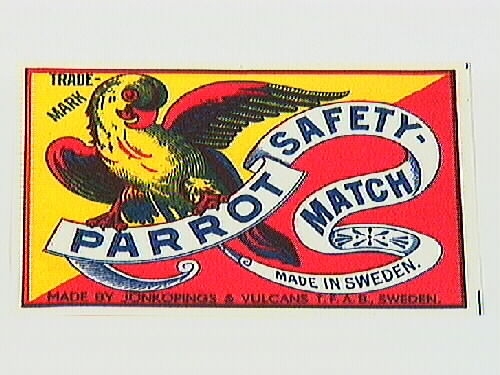 TRADE-
MARK
PARROT
SAFETY-
MATCH
MADE IN SWEDEN.
MADE BY JONKOPINGS & VULCANS T.F.A.B., SWEDEN.